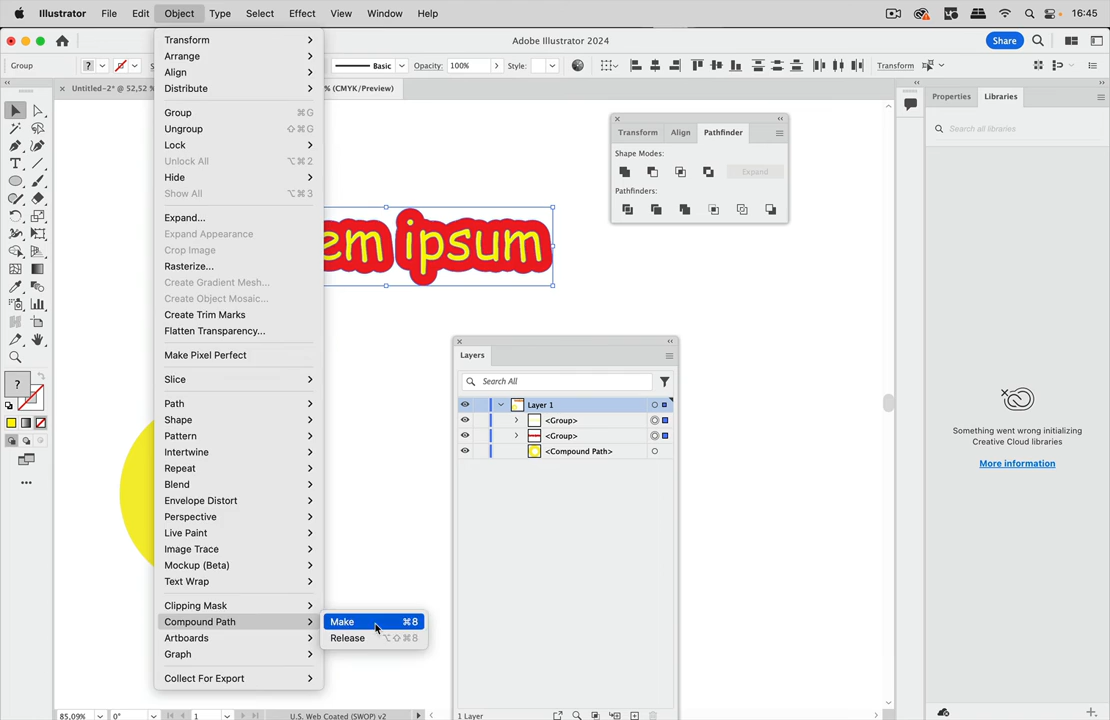 Illustrator File Edit Object Type Select Effect View Window Help 16:45
Adobe Illustrator 2024 Share
Group ? Basic Opacity: 100% Style: Transform
Untitled-2* @ 52,52 % (CMYK/Preview)
Transform
Arrange
Align
Distribute
Group ⌘G
Ungroup ⇧⌘G
Lock
Unlock All ⌥⌘2
Hide
Show All ⌥⌘3
Expand...
Expand Appearance
Crop Image
Rasterize...
Create Gradient Mesh...
Create Object Mosaic...
Create Trim Marks
Flatten Transparency...
Make Pixel Perfect
Slice
Path
Shape
Pattern
Intertwine
Repeat
Blend
Envelope Distort
Perspective
Live Paint
Image Trace
Mockup (Beta)
Text Wrap
Clipping Mask
Compound Path
Artboards
Graph
Collect For Export
Make ⌘8
Release ⌥⇧⌘8
em ipsum
Transform Align Pathfinder
Shape Modes:
Expand
Pathfinders:
Layers
Search All
Layer 1
<Group>
<Group>
<Compound Path>
1 Layer
Properties Libraries
Search all libraries
Something went wrong initializing
Creative Cloud libraries
More information
?
85,09% 0° 1 U.S. Web Coated (SWOP) v2